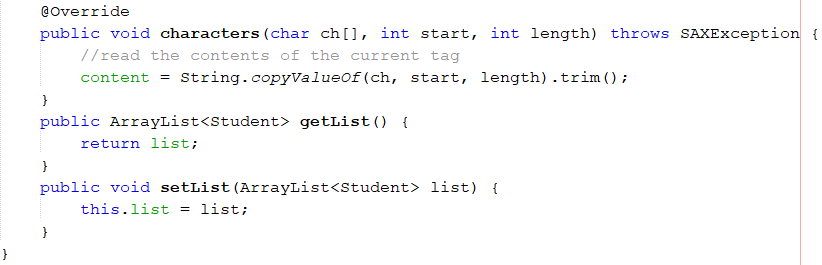 @Override
public void characters(char ch[], int start, int length) throws SAXException {
//read the contents of the current tag
content = String.copyValueOf(ch, start, length).trim();
}
public ArrayList<Student> getList() {
return list;
}
public void setList(ArrayList<Student> list) {
this.list = list;
}
}